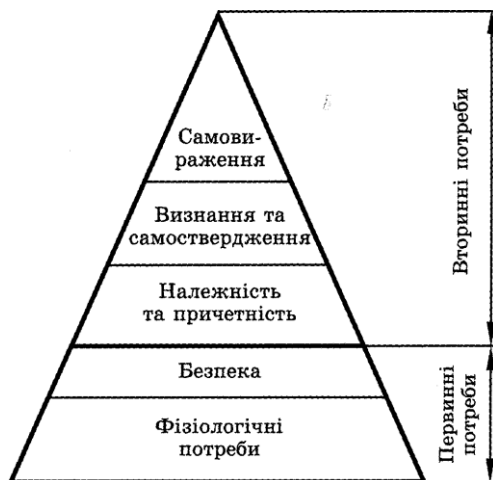 Самови-
раження
Визнання та
самоствердження
Належність
та причетність
Безпека
Фізіологічні
потреби
Вторинні потреби
Первинні
потреби